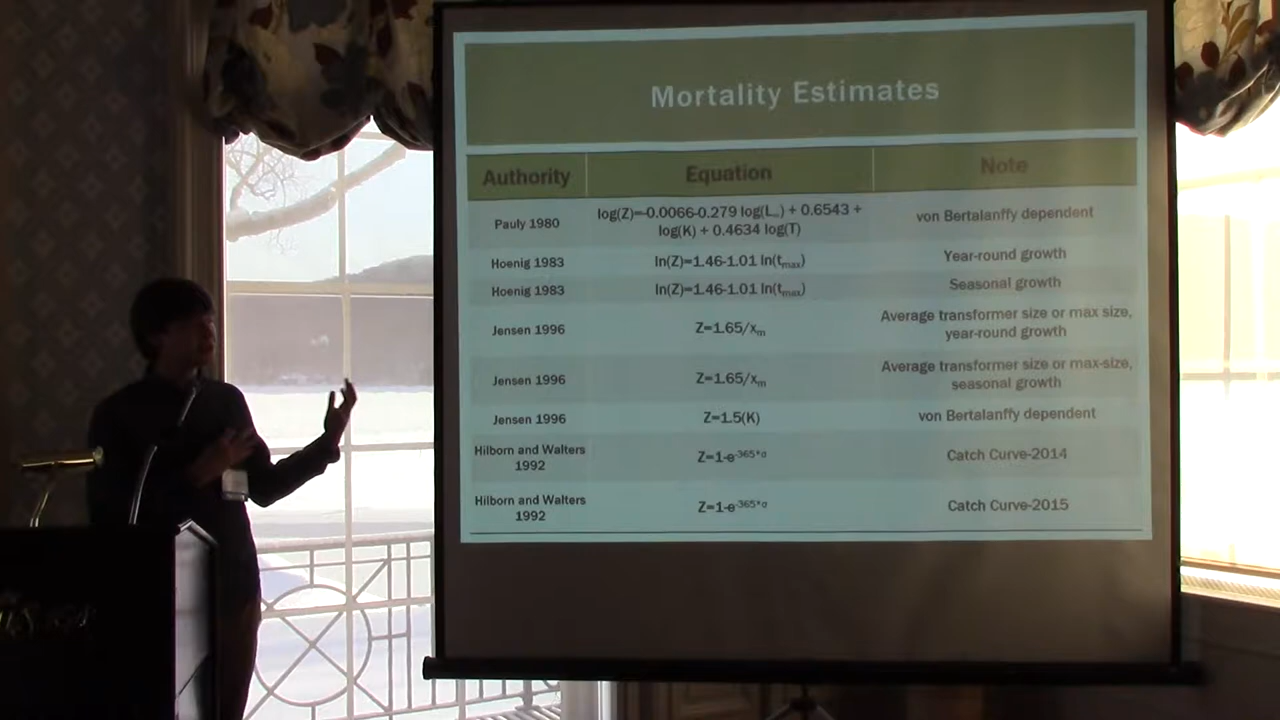 Mortality Estimates
Authority Equation Note
Pauly 1980 log(Z)=-0.0066-0.279 log(L∞) + 0.6543 + von Bertalanffy dependent
log(K) + 0.4634 log(T)
Hoenig 1983 ln(Z)=1.46-1.01 ln(tmax) Year-round growth
Hoenig 1983 ln(Z)=1.46-1.01 ln(tmax) Seasonal growth
Jensen 1996 Z=1.65/xm Average transformer size or max size,
year-round growth
Jensen 1996 Z=1.65/xm Average transformer size or max-size,
seasonal growth
Jensen 1996 Z=1.5(K) von Bertalanffy dependent
Hilborn and Walters
1992 Z=1-e-365*σ Catch Curve-2014
Hilborn and Walters
1992 Z=1-e-365*σ Catch Curve-2015